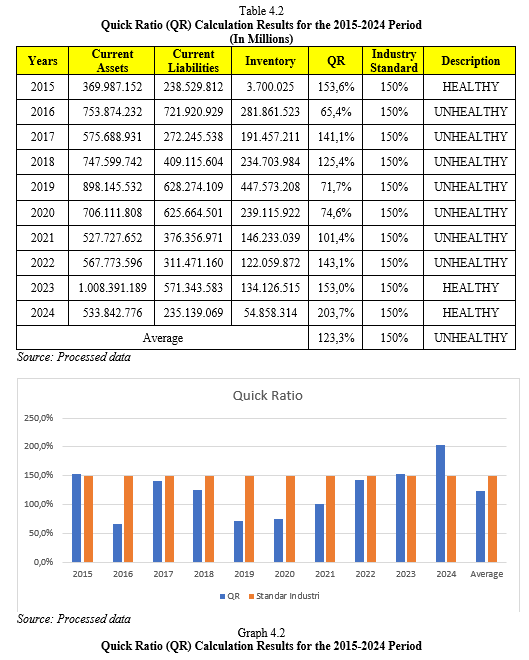 Table 4.2
Quick Ratio (QR) Calculation Results for the 2015-2024 Period
(In Millions)
Years Current Assets Current Liabilities Inventory QR Industry Standard Description
2015 369.987.152 238.529.812 3.700.025 153,6% 150% HEALTHY
2016 753.874.232 721.920.929 281.861.523 65,4% 150% UNHEALTHY
2017 575.688.931 272.245.538 191.457.211 141,1% 150% UNHEALTHY
2018 747.599.742 409.115.604 234.703.984 125,4% 150% UNHEALTHY
2019 898.145.532 628.274.109 447.573.208 71,7% 150% UNHEALTHY
2020 706.111.808 625.664.501 239.115.922 74,6% 150% UNHEALTHY
2021 527.727.652 376.356.971 146.233.039 101,4% 150% UNHEALTHY
2022 567.773.596 311.471.160 122.059.872 143,1% 150% UNHEALTHY
2023 1.008.391.189 571.343.583 134.126.515 153,0% 150% HEALTHY
2024 533.842.776 235.139.069 54.858.314 203,7% 150% HEALTHY
Average 123,3% 150% UNHEALTHY
Source: Processed data
Quick Ratio
250,0%
200,0%
150,0%
100,0%
50,0%
0,0%
2015 2016 2017 2018 2019 2020 2021 2022 2023 2024 Average
QR Standar Industri
Source: Processed data
Graph 4.2
Quick Ratio (QR) Calculation Results for the 2015-2024 Period